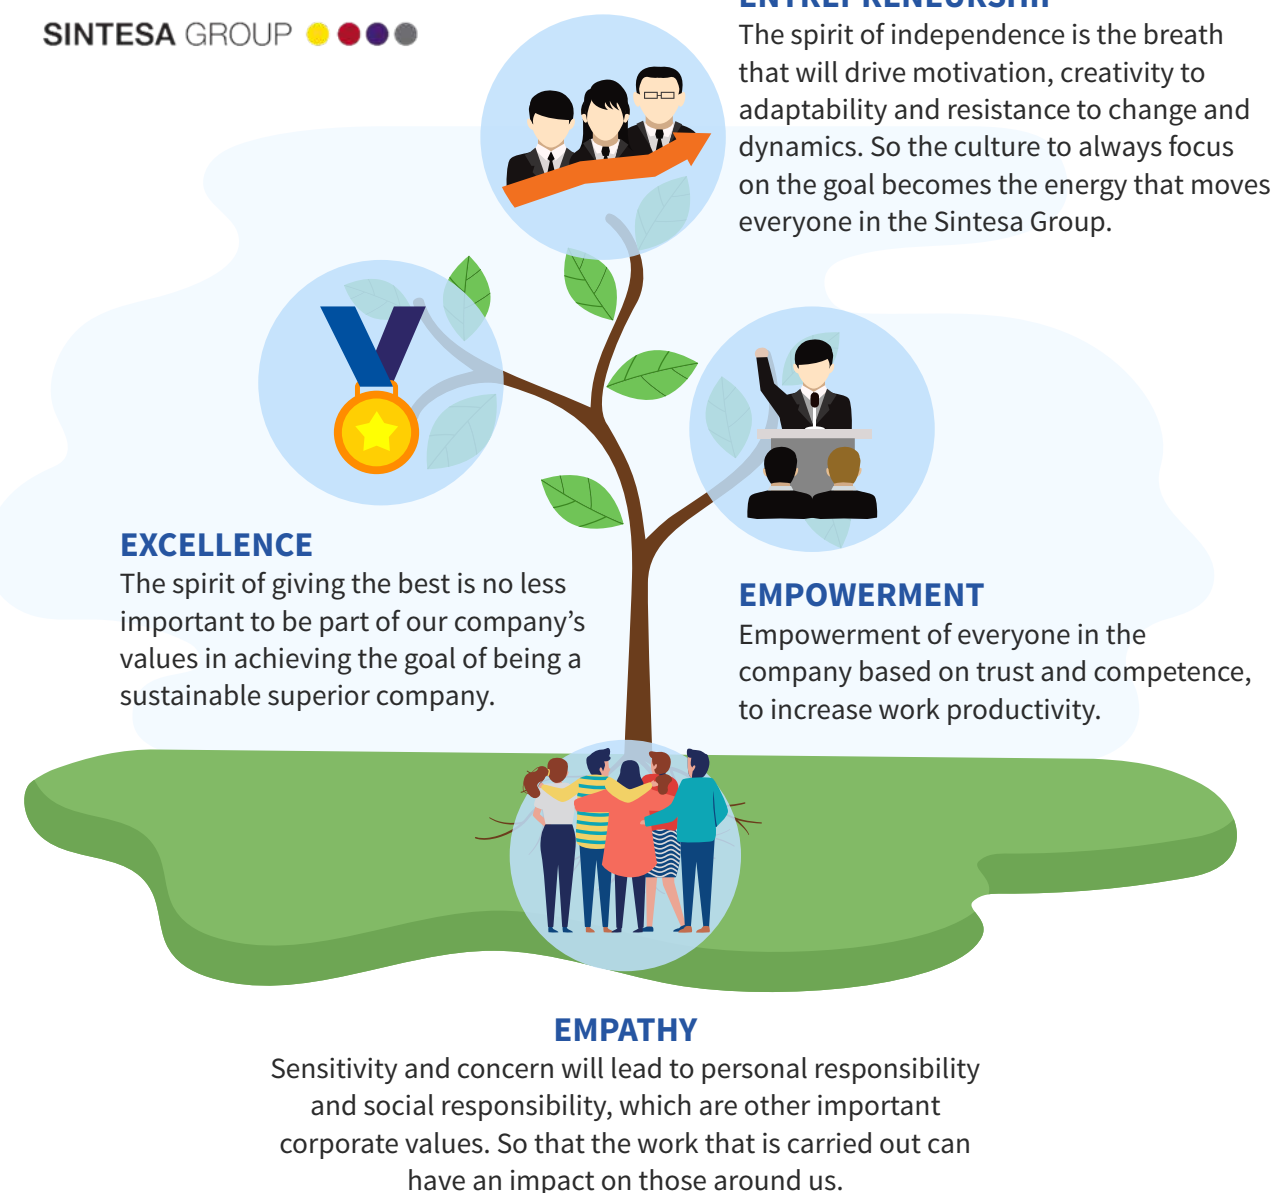 SINTESA GROUP
ENTREPRENEURSHIP
The spirit of independence is the breath
that will drive motivation, creativity to
adaptability and resistance to change and
dynamics. So the culture to always focus
on the goal becomes the energy that moves
everyone in the Sintesa Group.
EXCELLENCE
The spirit of giving the best is no less
important to be part of our company’s
values in achieving the goal of being a
sustainable superior company.
EMPOWERMENT
Empowerment of everyone in the
company based on trust and competence,
to increase work productivity.
EMPATHY
Sensitivity and concern will lead to personal responsibility
and social responsibility, which are other important
corporate values. So that the work that is carried out can
have an impact on those around us.